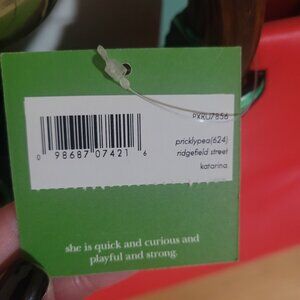 PXRU7856
pricklypea(624)
ridgefield street
katarina
0 98687 07421 6
she is quick and curious and
playful and strong.